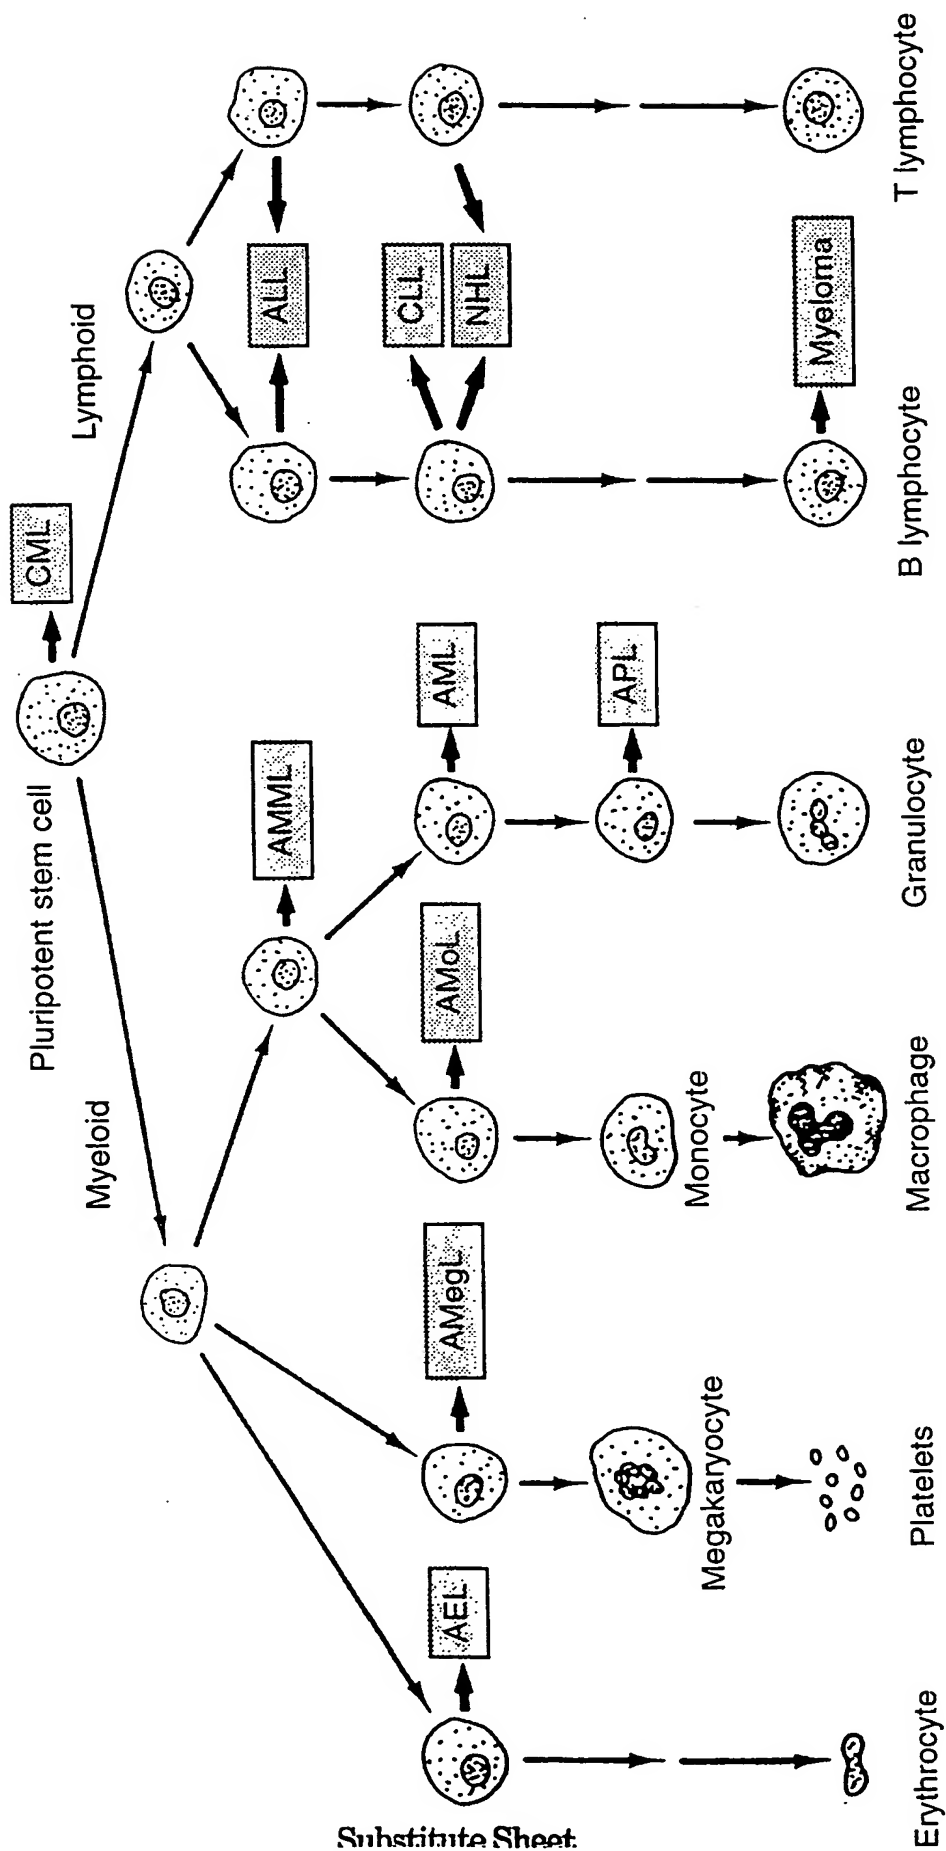 Pluripotent stem cell
CML
Myeloid
Lymphoid
AMML
ALL
AEL
AMegL
AMoL
AML
CLL
NHL
APL
Megakaryocyte
Monocyte
Myeloma
Erythrocyte
Platelets
Macrophage
Granulocyte
B lymphocyte
T lymphocyte
Substitute Sheet